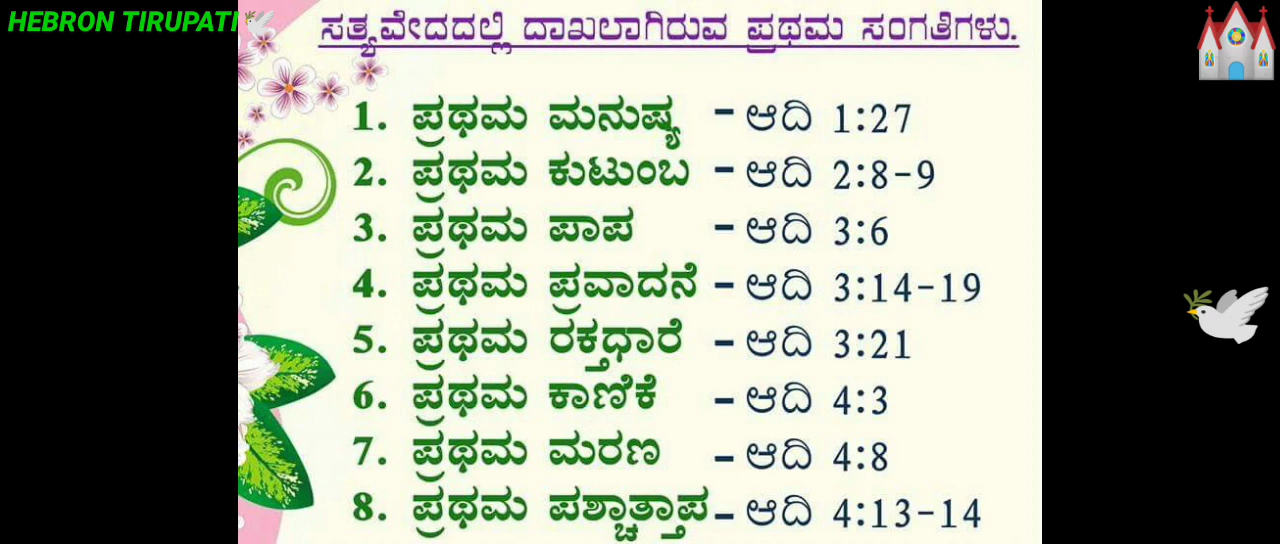 HEBRON TIRUPATI
ಸತ್ಯವೇದದಲ್ಲಿ ದಾಖಲಾಗಿರುವ ಪ್ರಥಮ ಸಂಗತಿಗಳು.
1. ಪ್ರಥಮ ಮನುಷ್ಯ - ಆದಿ 1:27
2. ಪ್ರಥಮ ಕುಟುಂಬ - ಆದಿ 2:8-9
3. ಪ್ರಥಮ ಪಾಪ - ಆದಿ 3:6
4. ಪ್ರಥಮ ಪ್ರವಾದನೆ - ಆದಿ 3:14-19
5. ಪ್ರಥಮ ರಕ್ತಧಾರೆ - ಆದಿ 3:21
6. ಪ್ರಥಮ ಕಾಣಿಕೆ - ಆದಿ 4:3
7. ಪ್ರಥಮ ಮರಣ - ಆದಿ 4:8
8. ಪ್ರಥಮ ಪಶ್ಚಾತ್ತಾಪ - ಆದಿ 4:13-14